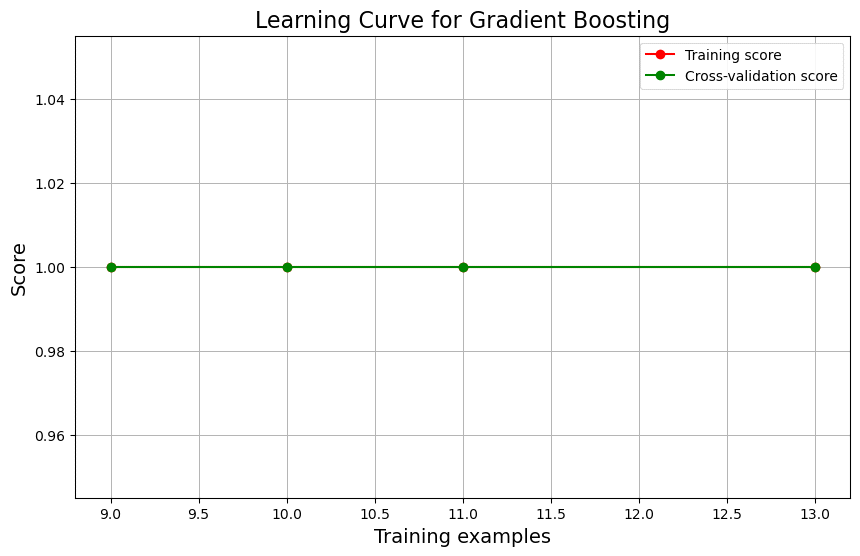 Learning Curve for Gradient Boosting
Training score
Cross-validation score
1.04
1.02
1.00
0.98
0.96
Score
9.0 9.5 10.0 10.5 11.0 11.5 12.0 12.5 13.0
Training examples